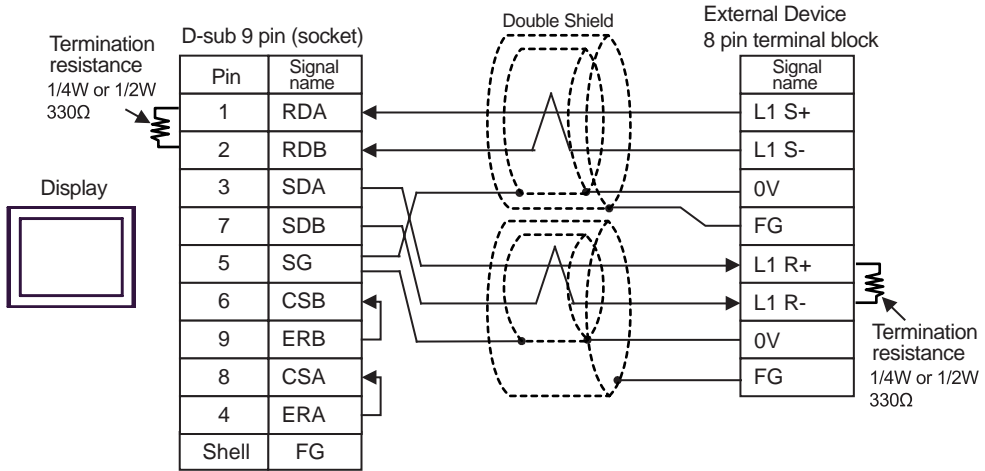 Double Shield
External Device
8 pin terminal block
Termination
resistance
1/4W or 1/2W
330Ω
D-sub 9 pin (socket)
Pin Signal name
1 RDA
2 RDB
3 SDA
7 SDB
5 SG
6 CSB
9 ERB
8 CSA
4 ERA
Shell FG
Display
Signal name
L1 S+
L1 S-
0V
FG
L1 R+
L1 R-
0V
FG
Termination
resistance
1/4W or 1/2W
330Ω